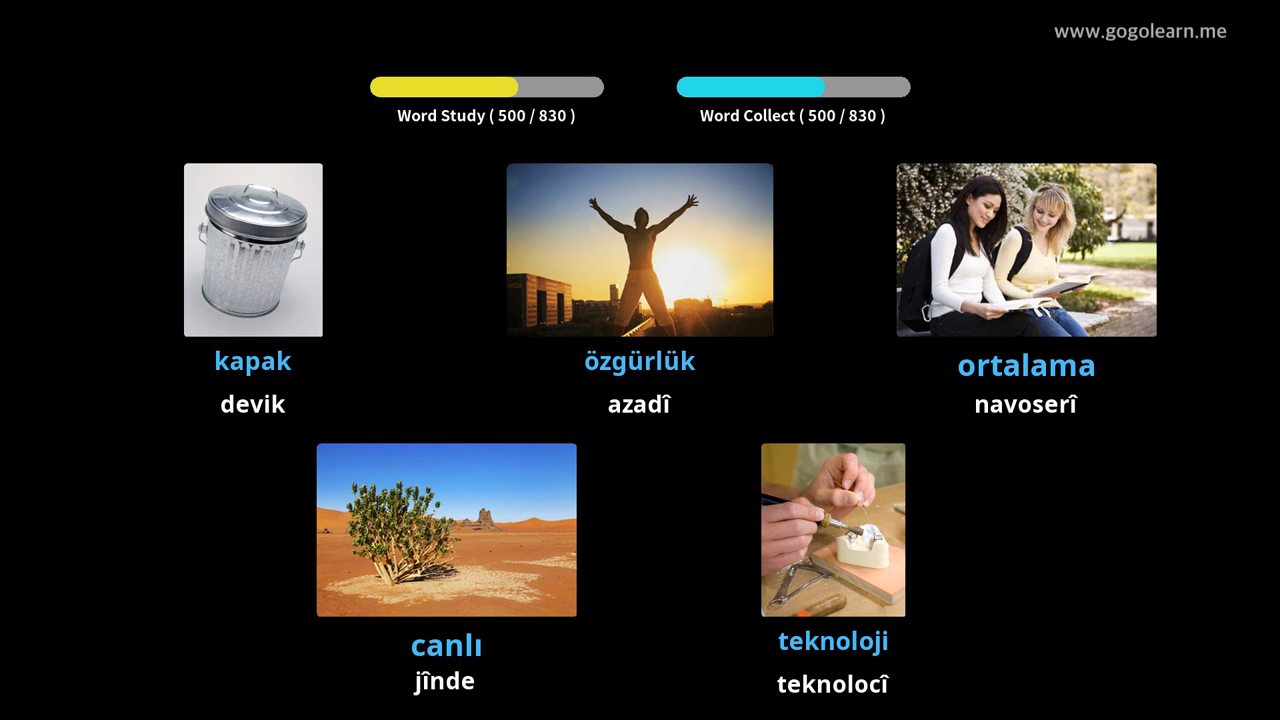 www.gogolearn.me
Word Study ( 500 / 830 )
Word Collect ( 500 / 830 )
kapak
devik
özgürlük
azadî
ortalama
navoserî
canlı
jînde
teknoloji
teknolocî